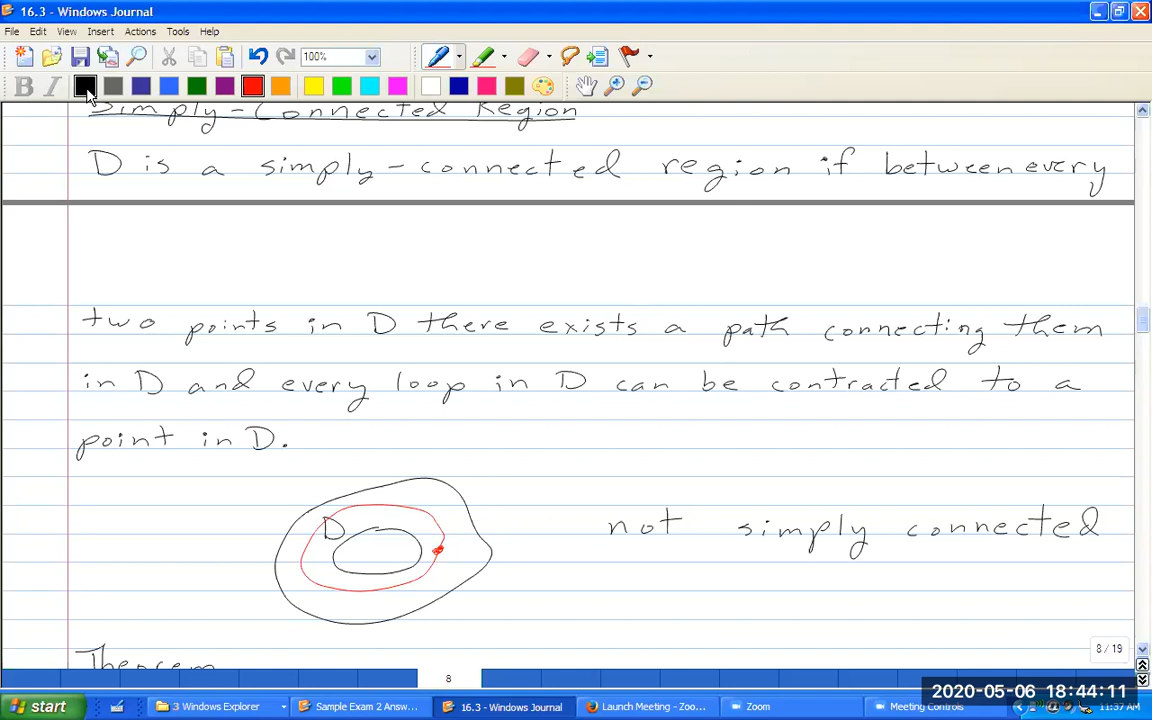 16.3 - Windows Journal
File Edit View Insert Actions Tools Help
100%
B I
Simply-Connected Region
D is a simply-connected region if between every
two points in D there exists a path connecting them
in D and every loop in D can be contracted to a
point in D.
D
not simply connected
Theorem
8 / 19
8
2020-05-06 18:44:11
start
3 Windows Explorer
Sample Exam 2 Answ...
16.3 - Windows Journal
Launch Meeting - Zoo...
Zoom
Meeting Controls
11:37 AM